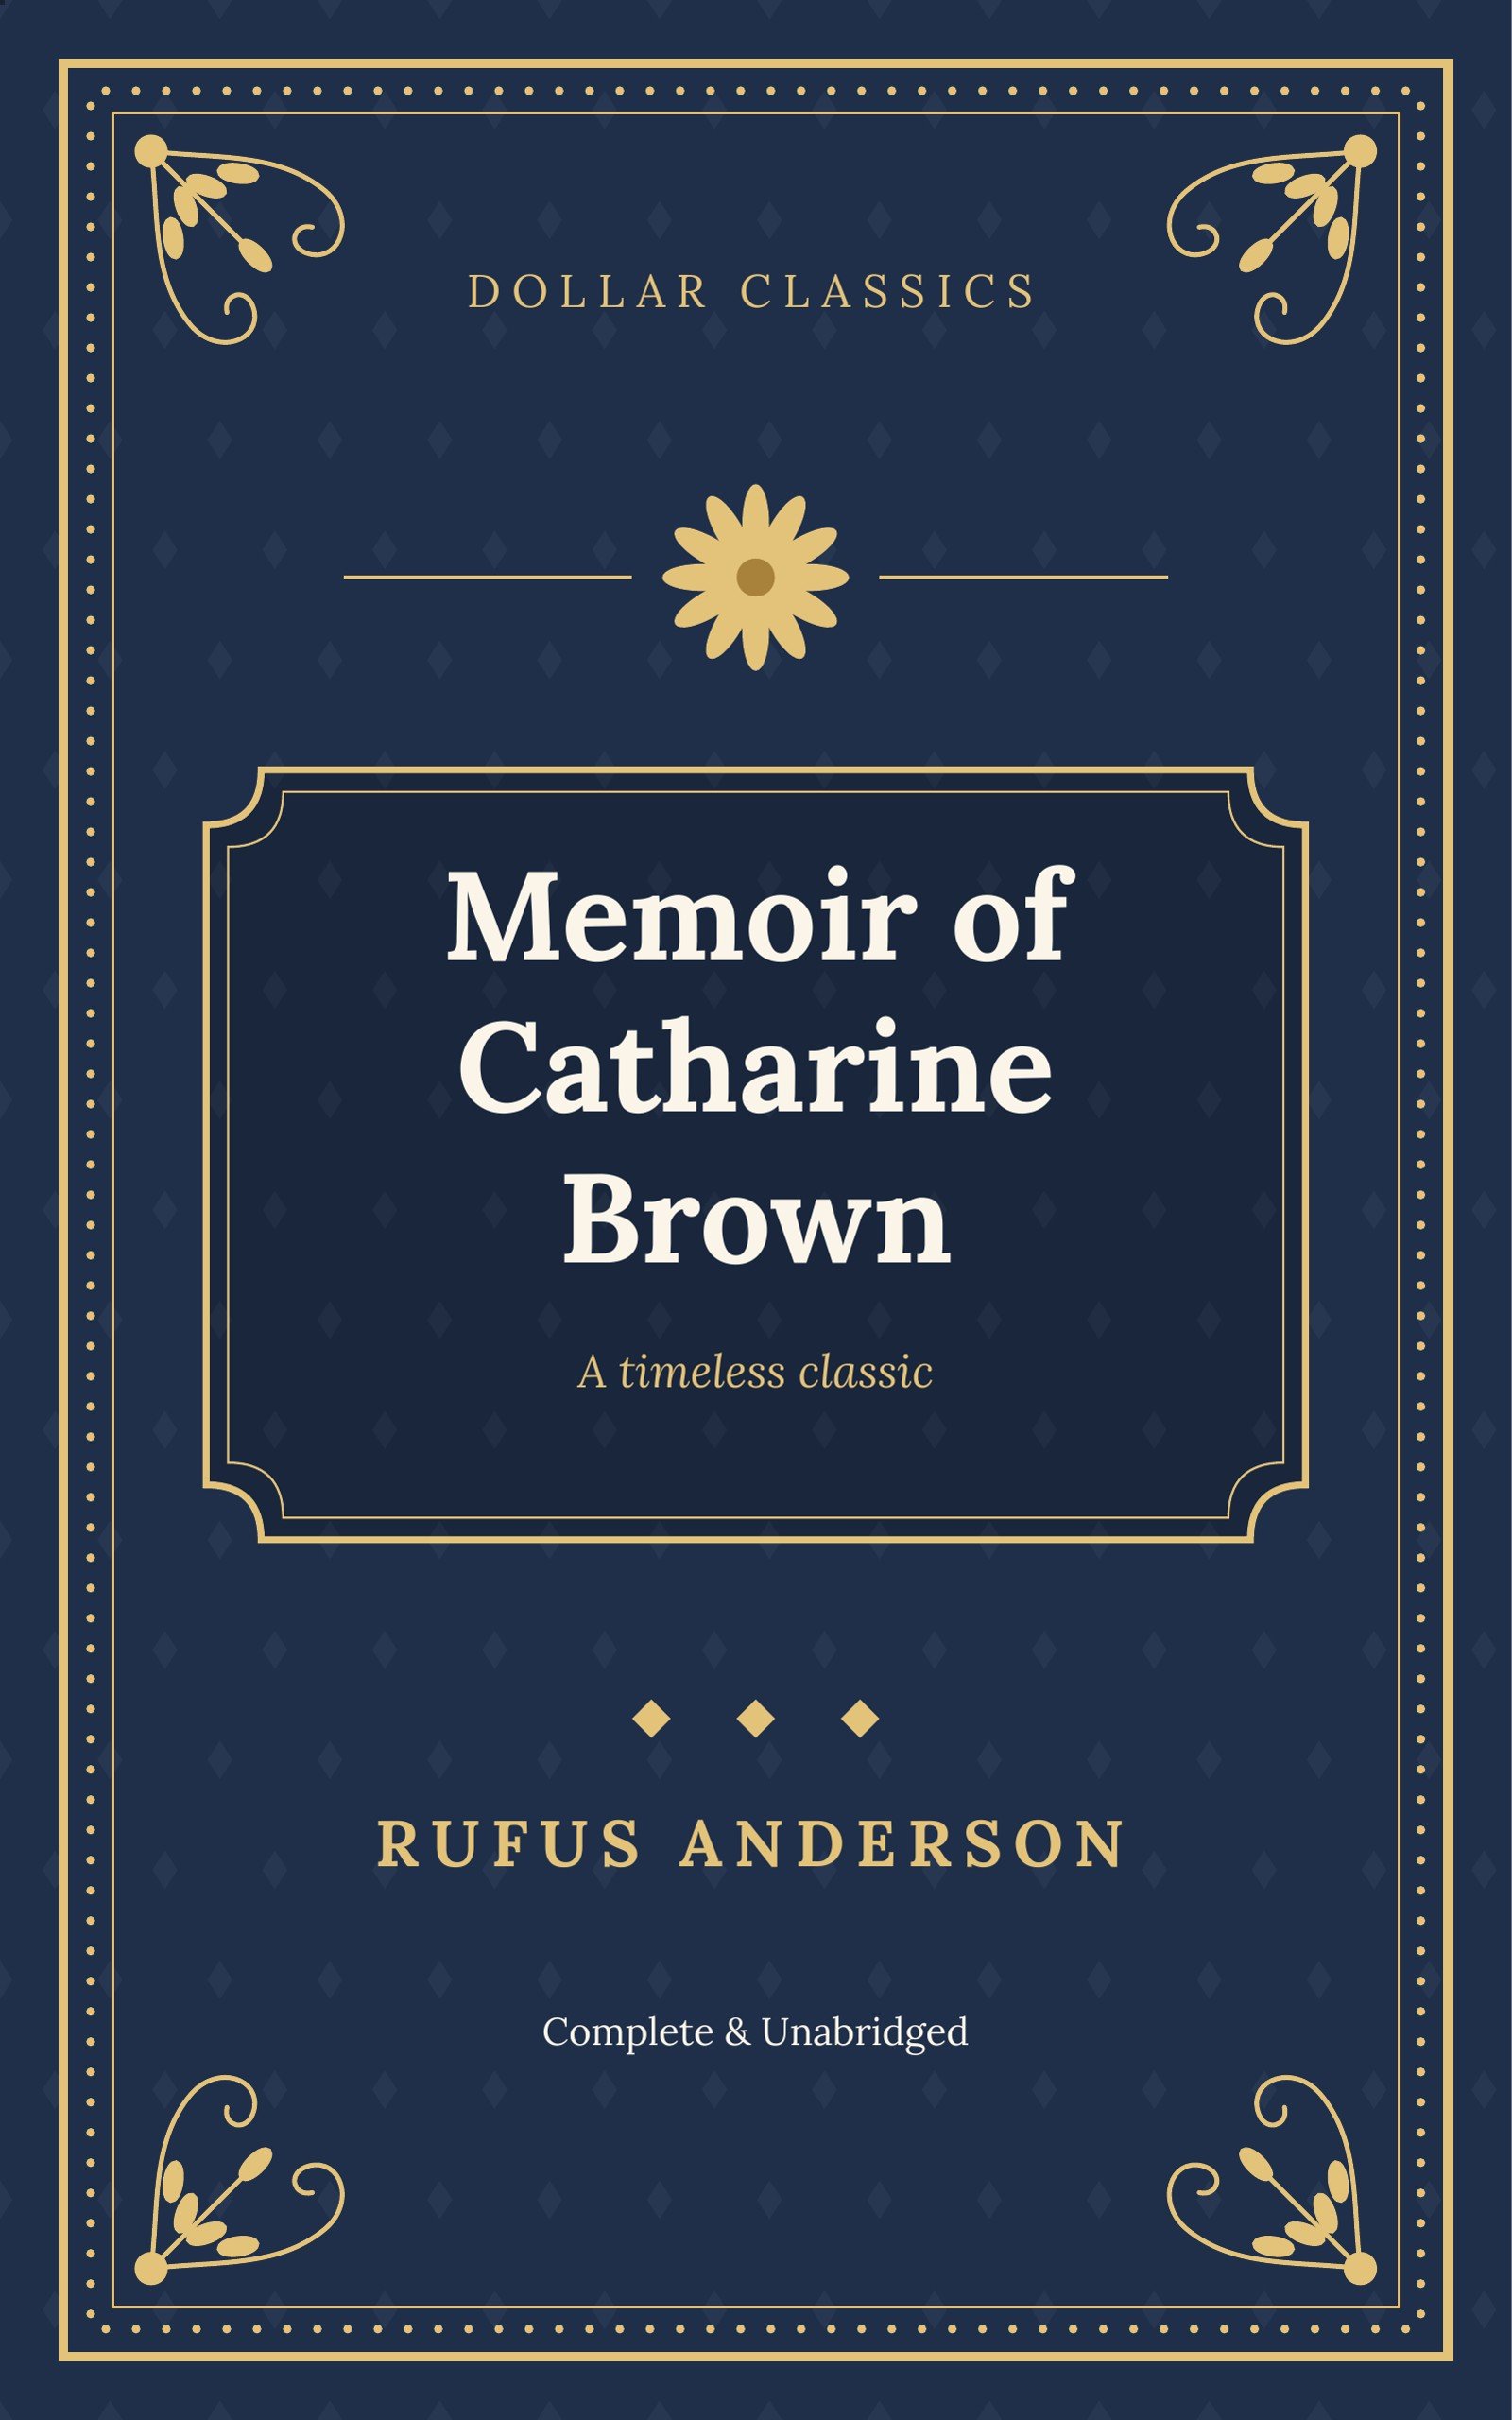 DOLLAR CLASSICS
Memoir of
Catharine
Brown
A timeless classic
RUFUS ANDERSON
Complete & Unabridged